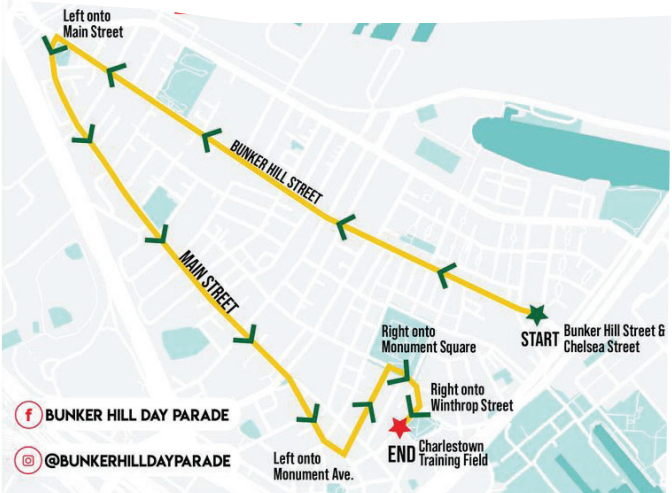 Left onto
Main Street
BUNKER HILL STREET
MAIN STREET
START
Bunker Hill Street &
Chelsea Street
Right onto
Monument Square
Right onto
Winthrop Street
END
Charlestown
Training Field
Left onto
Monument Ave.
f BUNKER HILL DAY PARADE
@BUNKERHILLDAYPARADE